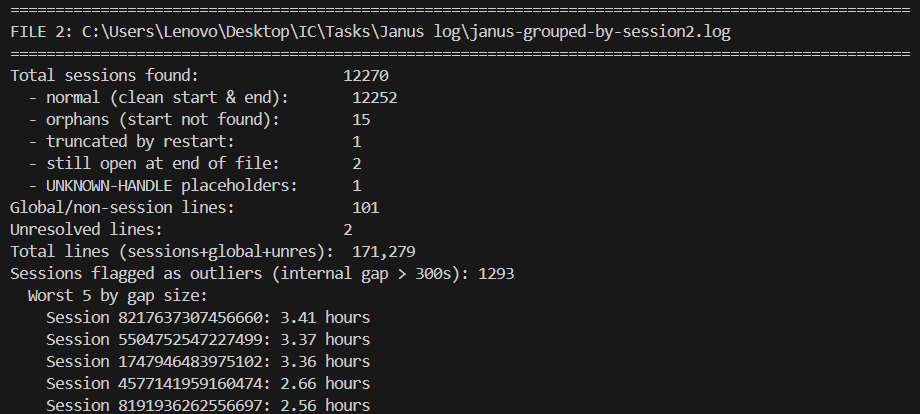 ==========================================================================================
FILE 2: C:\Users\Lenovo\Desktop\IC\Tasks\Janus log\janus-grouped-by-session2.log
==========================================================================================
Total sessions found:                12270
  - normal (clean start & end):       12252
  - orphans (start not found):        15
  - truncated by restart:             1
  - still open at end of file:        2
  - UNKNOWN-HANDLE placeholders:      1
Global/non-session lines:             101
Unresolved lines:                    2
Total lines (sessions+global+unres):  171,279
Sessions flagged as outliers (internal gap > 300s): 1293
  Worst 5 by gap size:
    Session 8217637307456660: 3.41 hours
    Session 5504752547227499: 3.37 hours
    Session 1747946483975102: 3.36 hours
    Session 4577141959160474: 2.66 hours
    Session 8191936262556697: 2.56 hours